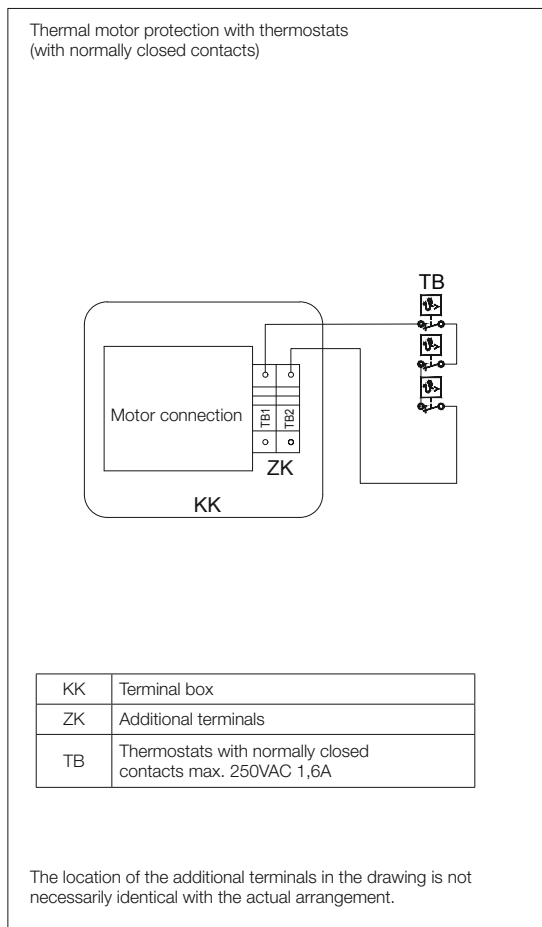 Thermal motor protection with thermostats
(with normally closed contacts)
TB
Motor connection
TB1
TB2
ZK
KK
KK Terminal box
ZK Additional terminals
TB Thermostats with normally closed
contacts max. 250VAC 1,6A
The location of the additional terminals in the drawing is not
necessarily identical with the actual arrangement.